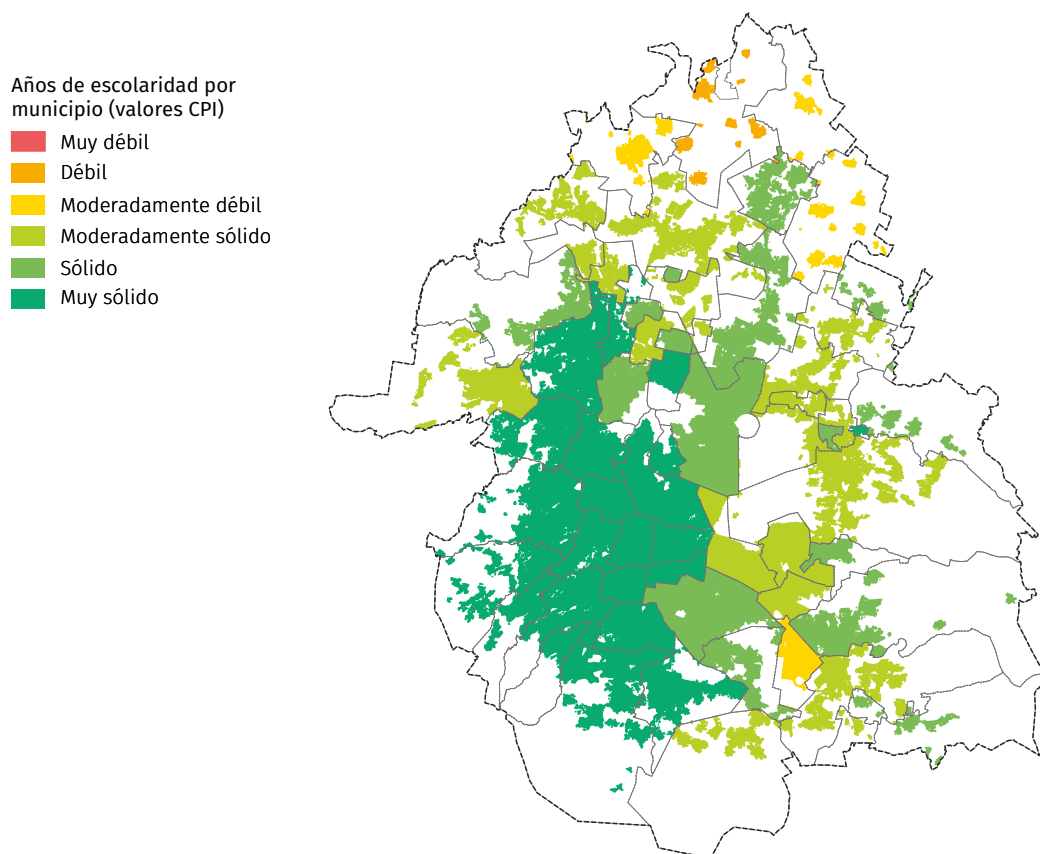 Años de escolaridad por
municipio (valores CPI)
Muy débil
Débil
Moderadamente débil
Moderadamente sólido
Sólido
Muy sólido